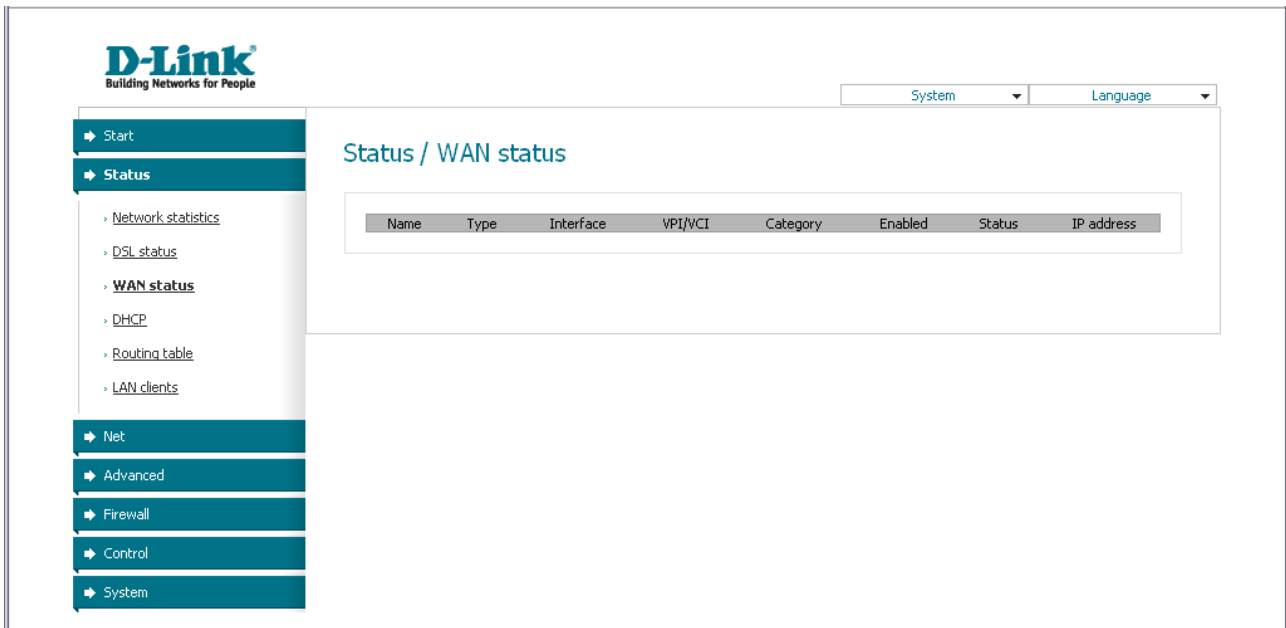 D-Link®
Building Networks for People
System Language
Start
Status
Network statistics
DSL status
WAN status
DHCP
Routing table
LAN clients
Net
Advanced
Firewall
Control
System
Status / WAN status
Name Type Interface VPI/VCI Category Enabled Status IP address